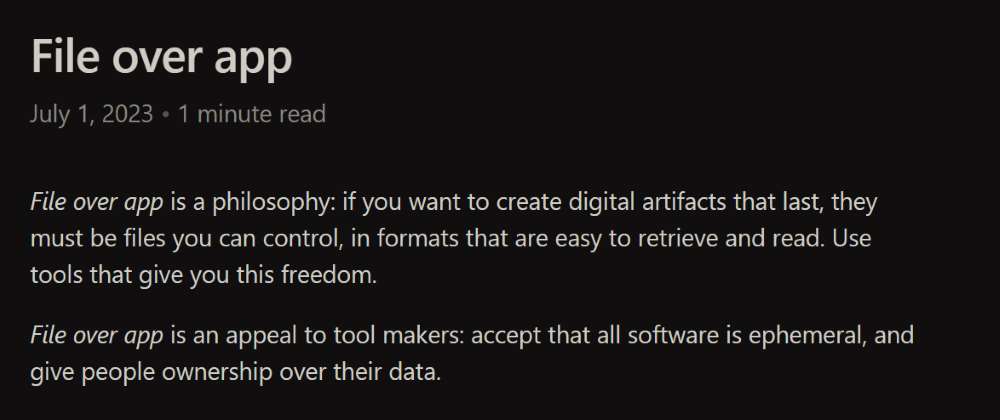 File over app
July 1, 2023 • 1 minute read
File over app is a philosophy: if you want to create digital artifacts that last, they
must be files you can control, in formats that are easy to retrieve and read. Use
tools that give you this freedom.
File over app is an appeal to tool makers: accept that all software is ephemeral, and
give people ownership over their data.